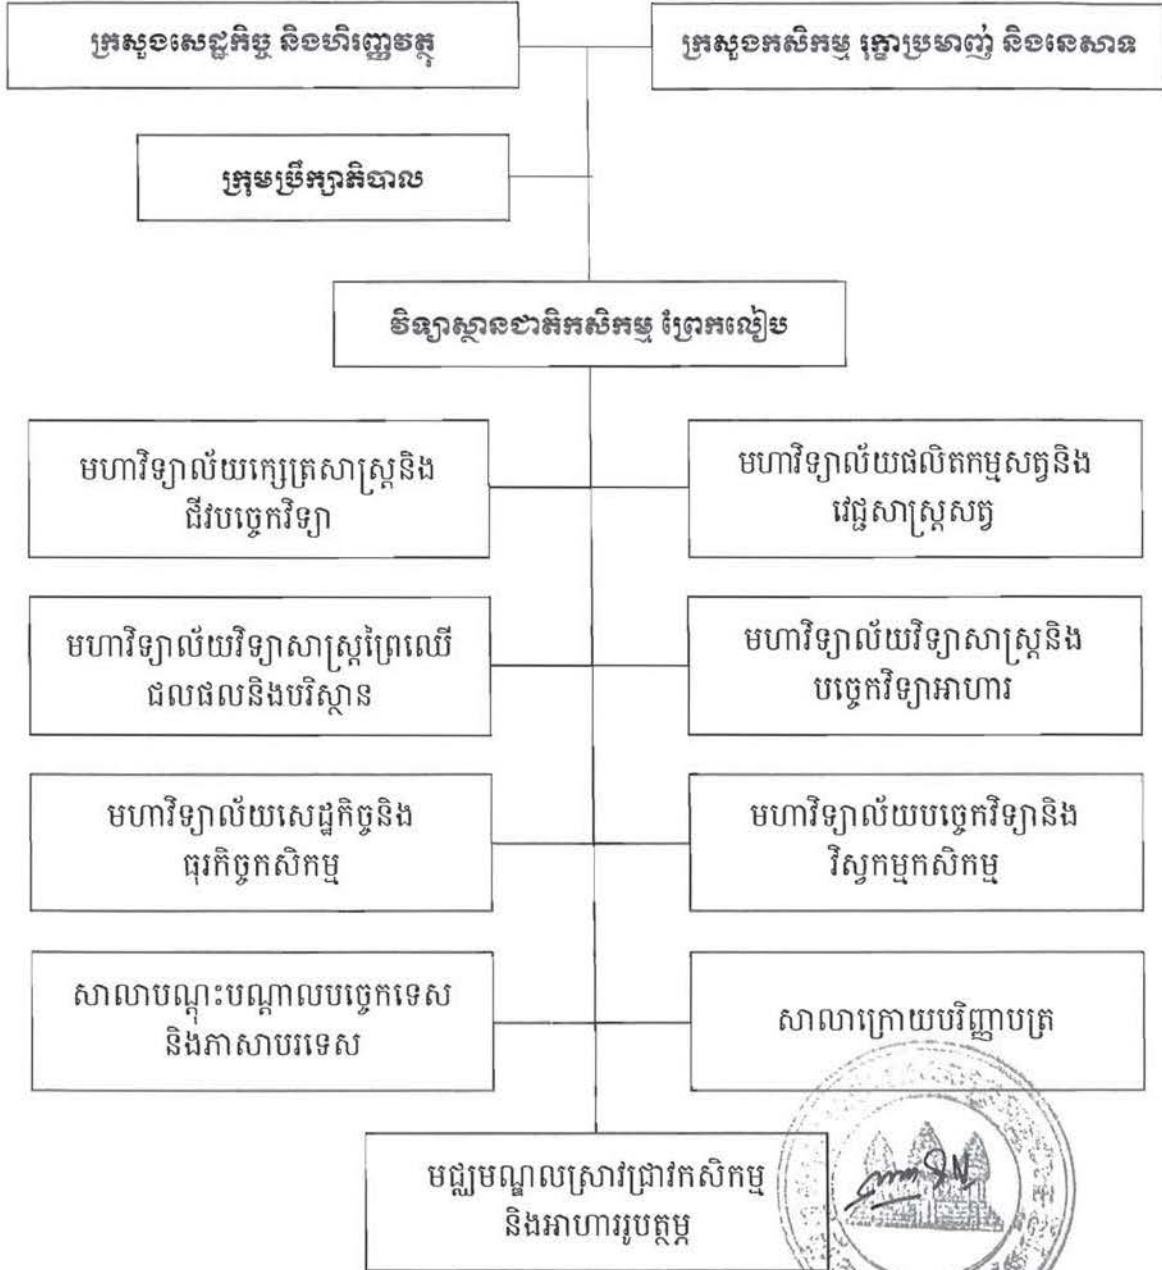 ក្រសួងសេដ្ឋកិច្ច និងហិរញ្ញវត្ថុ
ក្រសួងកសិកម្ម រុក្ខាប្រមាញ់ និងនេសាទ
ក្រុមប្រឹក្សាភិបាល
វិទ្យាស្ថានជាតិកសិកម្ម ព្រែកលៀប
មហាវិទ្យាល័យក្សេត្រសាស្ត្រនិង
ជីវបច្ចេកវិទ្យា
មហាវិទ្យាល័យផលិតកម្មសត្វនិង
វេជ្ជសាស្ត្រសត្វ
មហាវិទ្យាល័យវិទ្យាសាស្ត្រព្រៃឈើ
ជលផលនិងបរិស្ថាន
មហាវិទ្យាល័យវិទ្យាសាស្ត្រនិង
បច្ចេកវិទ្យាអាហារ
មហាវិទ្យាល័យសេដ្ឋកិច្ចនិង
ធុរកិច្ចកសិកម្ម
មហាវិទ្យាល័យបច្ចេកវិទ្យានិង
វិស្វកម្មកសិកម្ម
សាលាបណ្តុះបណ្តាលបច្ចេកទេស
និងភាសាបរទេស
សាលាក្រោយបរិញ្ញាបត្រ
មជ្ឈមណ្ឌលស្រាវជ្រាវកសិកម្ម
និងអាហាររូបត្ថម្ភ